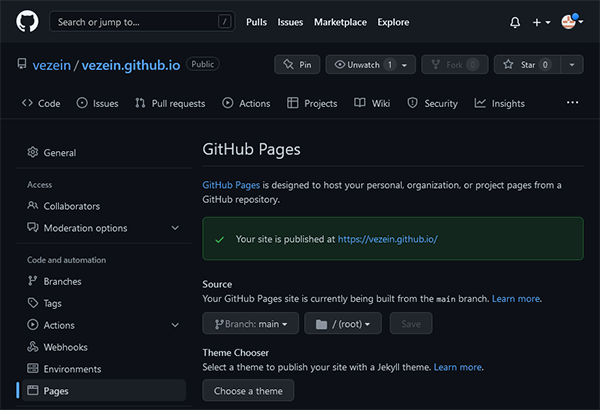 Search or jump to...
/
Pulls
Issues
Marketplace
Explore
vezein / vezein.github.io
Public
Pin
Unwatch 1
Fork 0
Star 0
Code
Issues
Pull requests
Actions
Projects
Wiki
Security
Insights
General
Access
Collaborators
Moderation options
Code and automation
Branches
Tags
Actions
Webhooks
Environments
Pages
GitHub Pages
GitHub Pages is designed to host your personal, organization, or project pages from a
GitHub repository.
Your site is published at https://vezein.github.io/
Source
Your GitHub Pages site is currently being built from the main branch. Learn more.
Branch: main
/ (root)
Save
Theme Chooser
Select a theme to publish your site with a Jekyll theme. Learn more.
Choose a theme